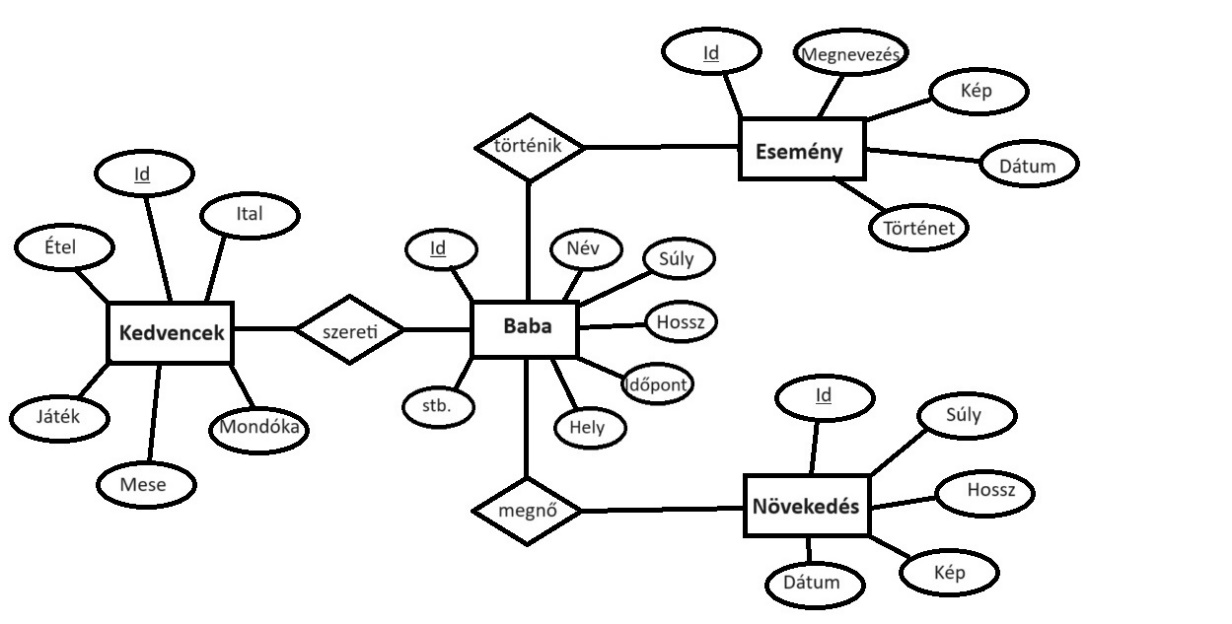 Id
Megnevezés
Kép
történik
Esemény
Dátum
Történet
Id
Ital
Étel
Kedvencek
szereti
Játék
Mondóka
Mese
Id
Név
Súly
Baba
Hossz
Időpont
stb.
Hely
Id
Súly
megnő
Növekedés
Hossz
Dátum
Kép